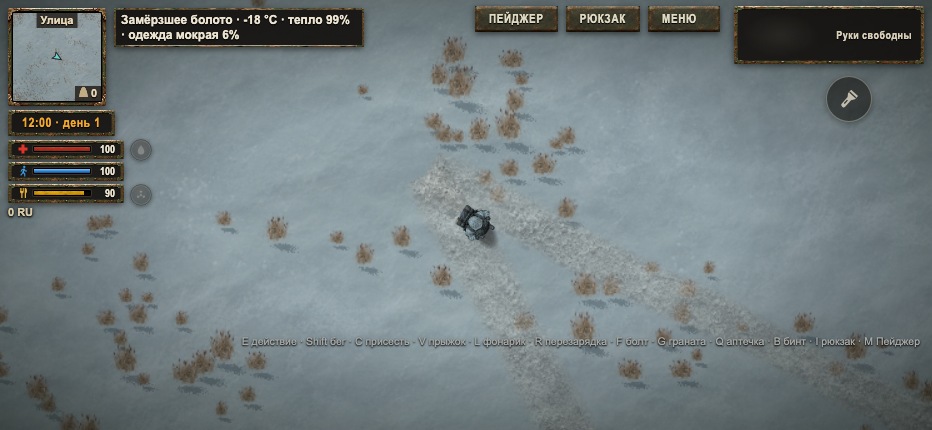 Улица
Замёрзшее болото · -18 °C · тепло 99%
· одежда мокрая 6%
ПЕЙДЖЕР
РЮКЗАК
МЕНЮ
Руки свободны
0
12:00 · день 1
100
100
90
0 RU
E действие · Shift бег · C присесть · V прыжок · L фонарик · R перезарядка · F болт · G граната · Q аптечка · B бинт · I рюкзак · M Пейджер